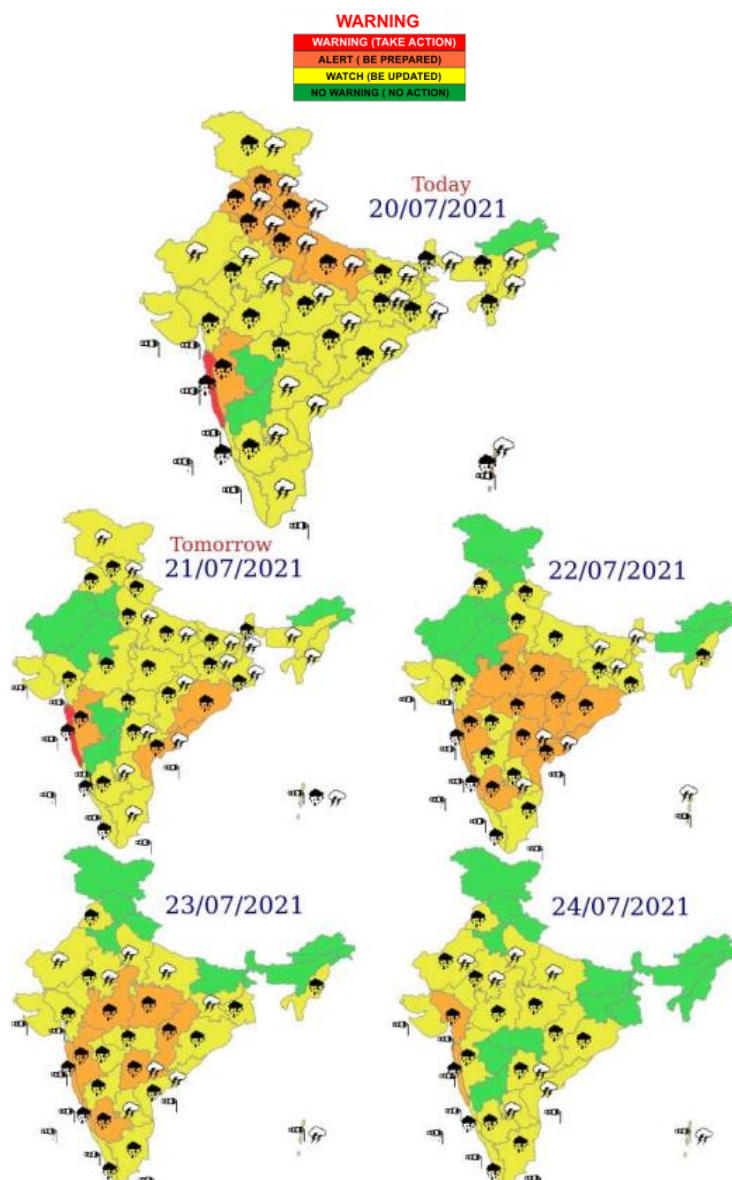 WARNING
WARNING (TAKE ACTION)
ALERT ( BE PREPARED)
WATCH (BE UPDATED)
NO WARNING ( NO ACTION)
Today
20/07/2021
Tomorrow
21/07/2021
22/07/2021
23/07/2021
24/07/2021